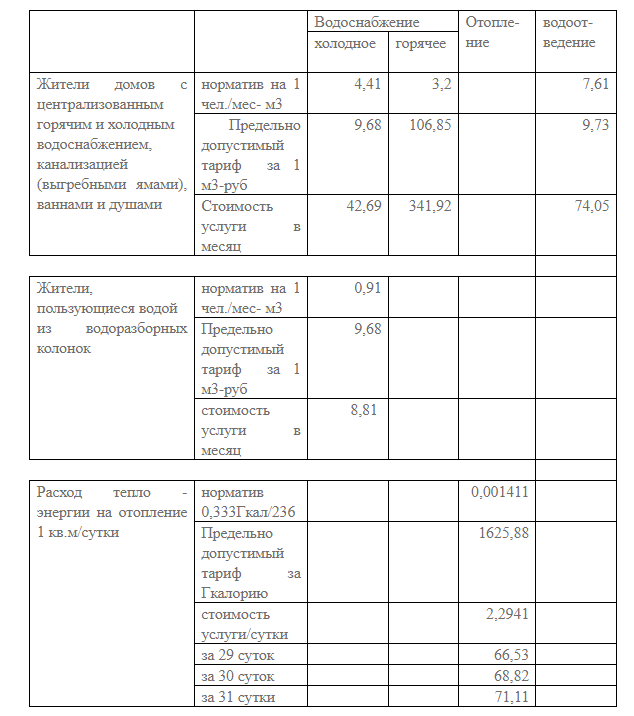 Водоснабжение Отопле- водоот-
холодное горячее ние ведение
Жители домов с норматив на 1 4,41 3,2 7,61
централизованным чел./мес- м3
горячим и холодным Предельно 9,68 106,85 9,73
водоснабжением, допустимый
канализацией тариф за 1
(выгребными ямами), м3-руб
ваннами и душами Стоимость 42,69 341,92 74,05
услуги в
месяц
Жители, норматив на 1 0,91
пользующиеся водой чел./мес- м3
из водоразборных Предельно 9,68
колонок допустимый
тариф за 1
м3-руб
стоимость 8,81
услуги в
месяц
Расход тепло - норматив 0,001411
энергии на отопление 0,333Гкал/236
1 кв.м/сутки Предельно 1625,88
допустимый
тариф за
Гкалорию
стоимость 2,2941
услуги/сутки
за 29 суток 66,53
за 30 суток 68,82
за 31 сутки 71,11